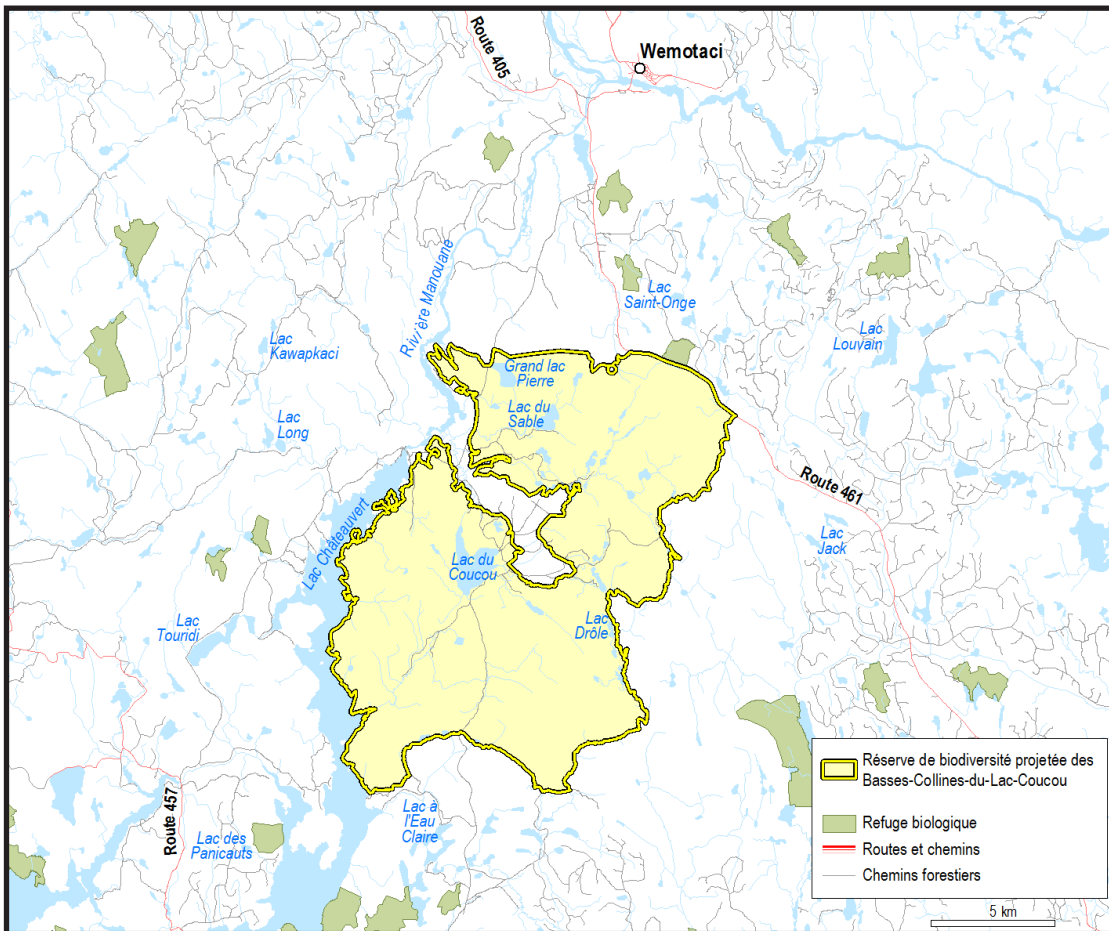 Route 405
Wemotaci
Rivière Manouane
Lac
Saint-Onge
Lac
Louvain
Lac
Kawapkaci
Grand lac
Pierre
Lac du
Sable
Lac
Long
Route 461
Lac Châteauvert
Lac
Jack
Lac du
Coucou
Lac
Touridi
Lac
Drôle
Route 457
Lac à
l'Eau
Claire
Lac des
Panicauts
Réserve de biodiversité projetée des
Basses-Collines-du-Lac-Coucou
Refuge biologique
Routes et chemins
Chemins forestiers
5 km